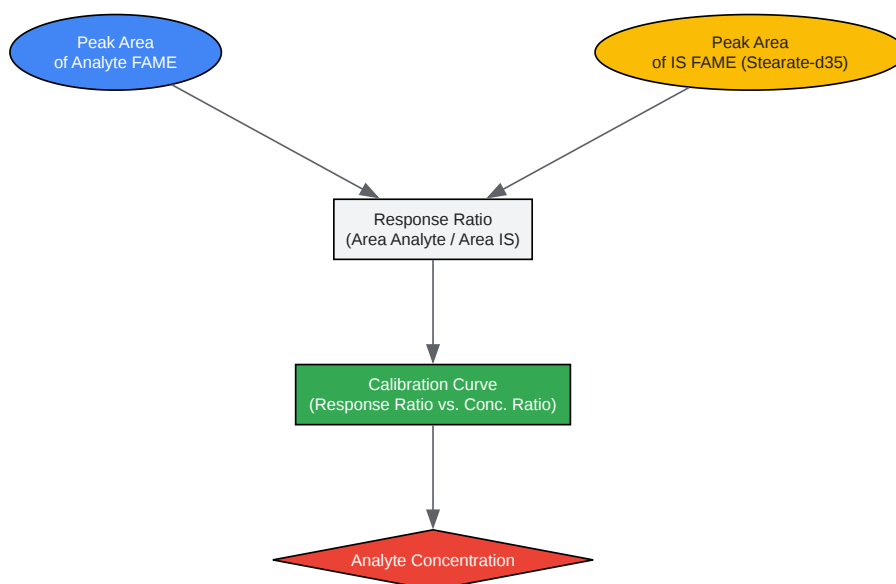 Peak Area
of Analyte FAME
Peak Area
of IS FAME (Stearate-d35)
Response Ratio
(Area Analyte / Area IS)
Calibration Curve
(Response Ratio vs. Conc. Ratio)
Analyte Concentration